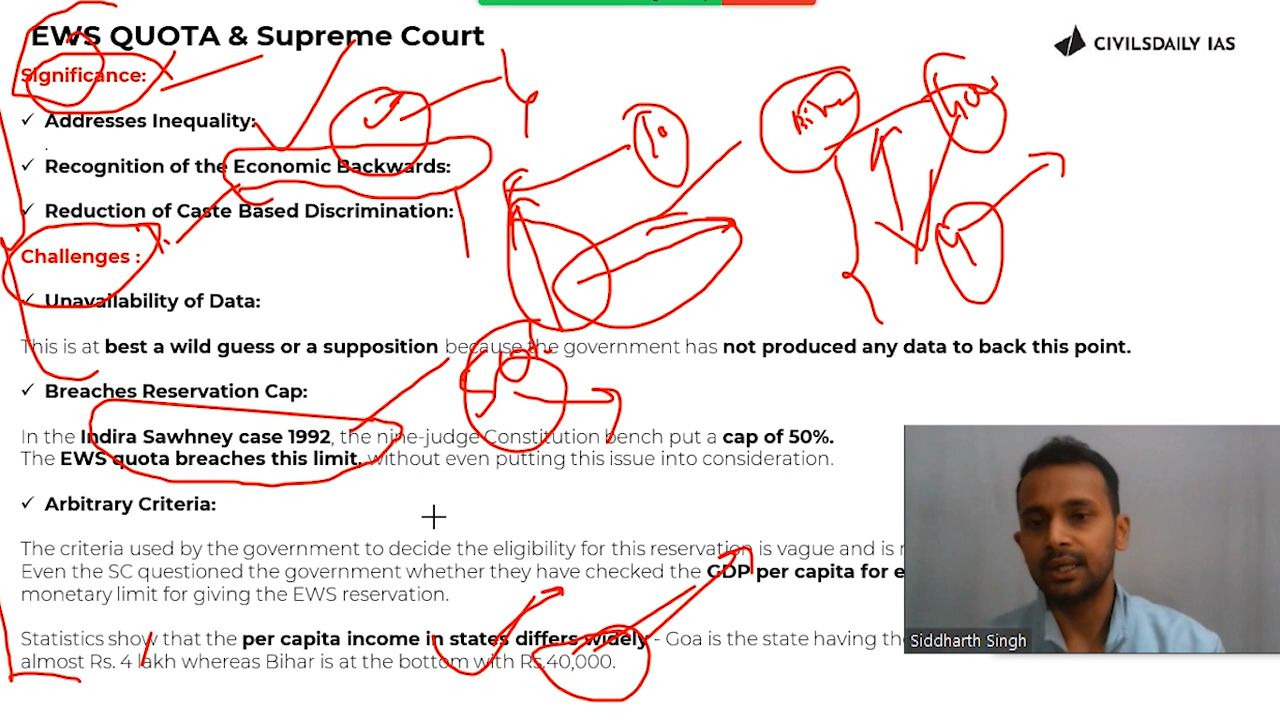 EWS QUOTA & Supreme Court
CIVILSDAILY IAS
Significance:
✓ Addresses Inequality:
.
✓ Recognition of the Economic Backwards:
✓ Reduction of Caste Based Discrimination:
Challenges :
✓ Unavailability of Data:
This is at best a wild guess or a supposition because the government has not produced any data to back this point.
✓ Breaches Reservation Cap:
In the Indira Sawhney case 1992, the nine-judge Constitution bench put a cap of 50%.
The EWS quota breaches this limit, without even putting this issue into consideration.
✓ Arbitrary Criteria:
The criteria used by the government to decide the eligibility for this reservation is vague and is
Even the SC questioned the government whether they have checked the GDP per capita for
monetary limit for giving the EWS reservation.
Statistics show that the per capita income in states differs widely - Goa is the state having the
almost Rs. 4 lakh whereas Bihar is at the bottom with Rs.40,000.
Bihar
Goa
10
Siddharth Singh